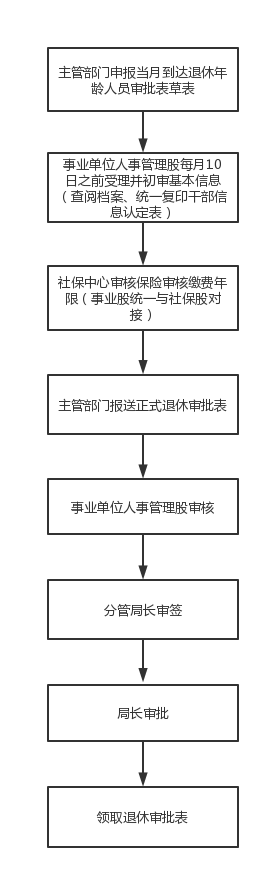 主管部门申报当月到达退休年
龄人员审批表草表
事业单位人事管理股每月10
日之前受理并初审基本信息
（查阅档案、统一复印干部信
息认定表）
社保中心审核保险审核缴费年
限（事业股统一与社保股对
接）
主管部门报送正式退休审批表
事业单位人事管理股审核
分管局长审签
局长审批
领取退休审批表